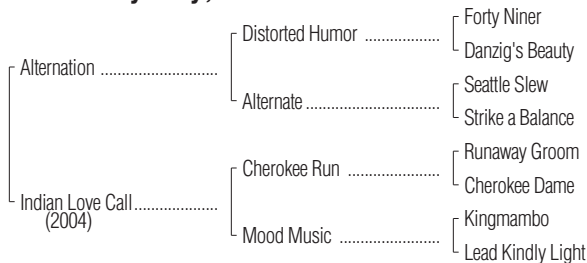 Forty Niner
Distorted Humor ..................
Danzig's Beauty
Alternation ............................
Seattle Slew
Alternate ............................
Strike a Balance
Runaway Groom
Cherokee Run ......................
Cherokee Dame
Indian Love Call....................
(2004)
Kingmambo
Mood Music ........................
Lead Kindly Light